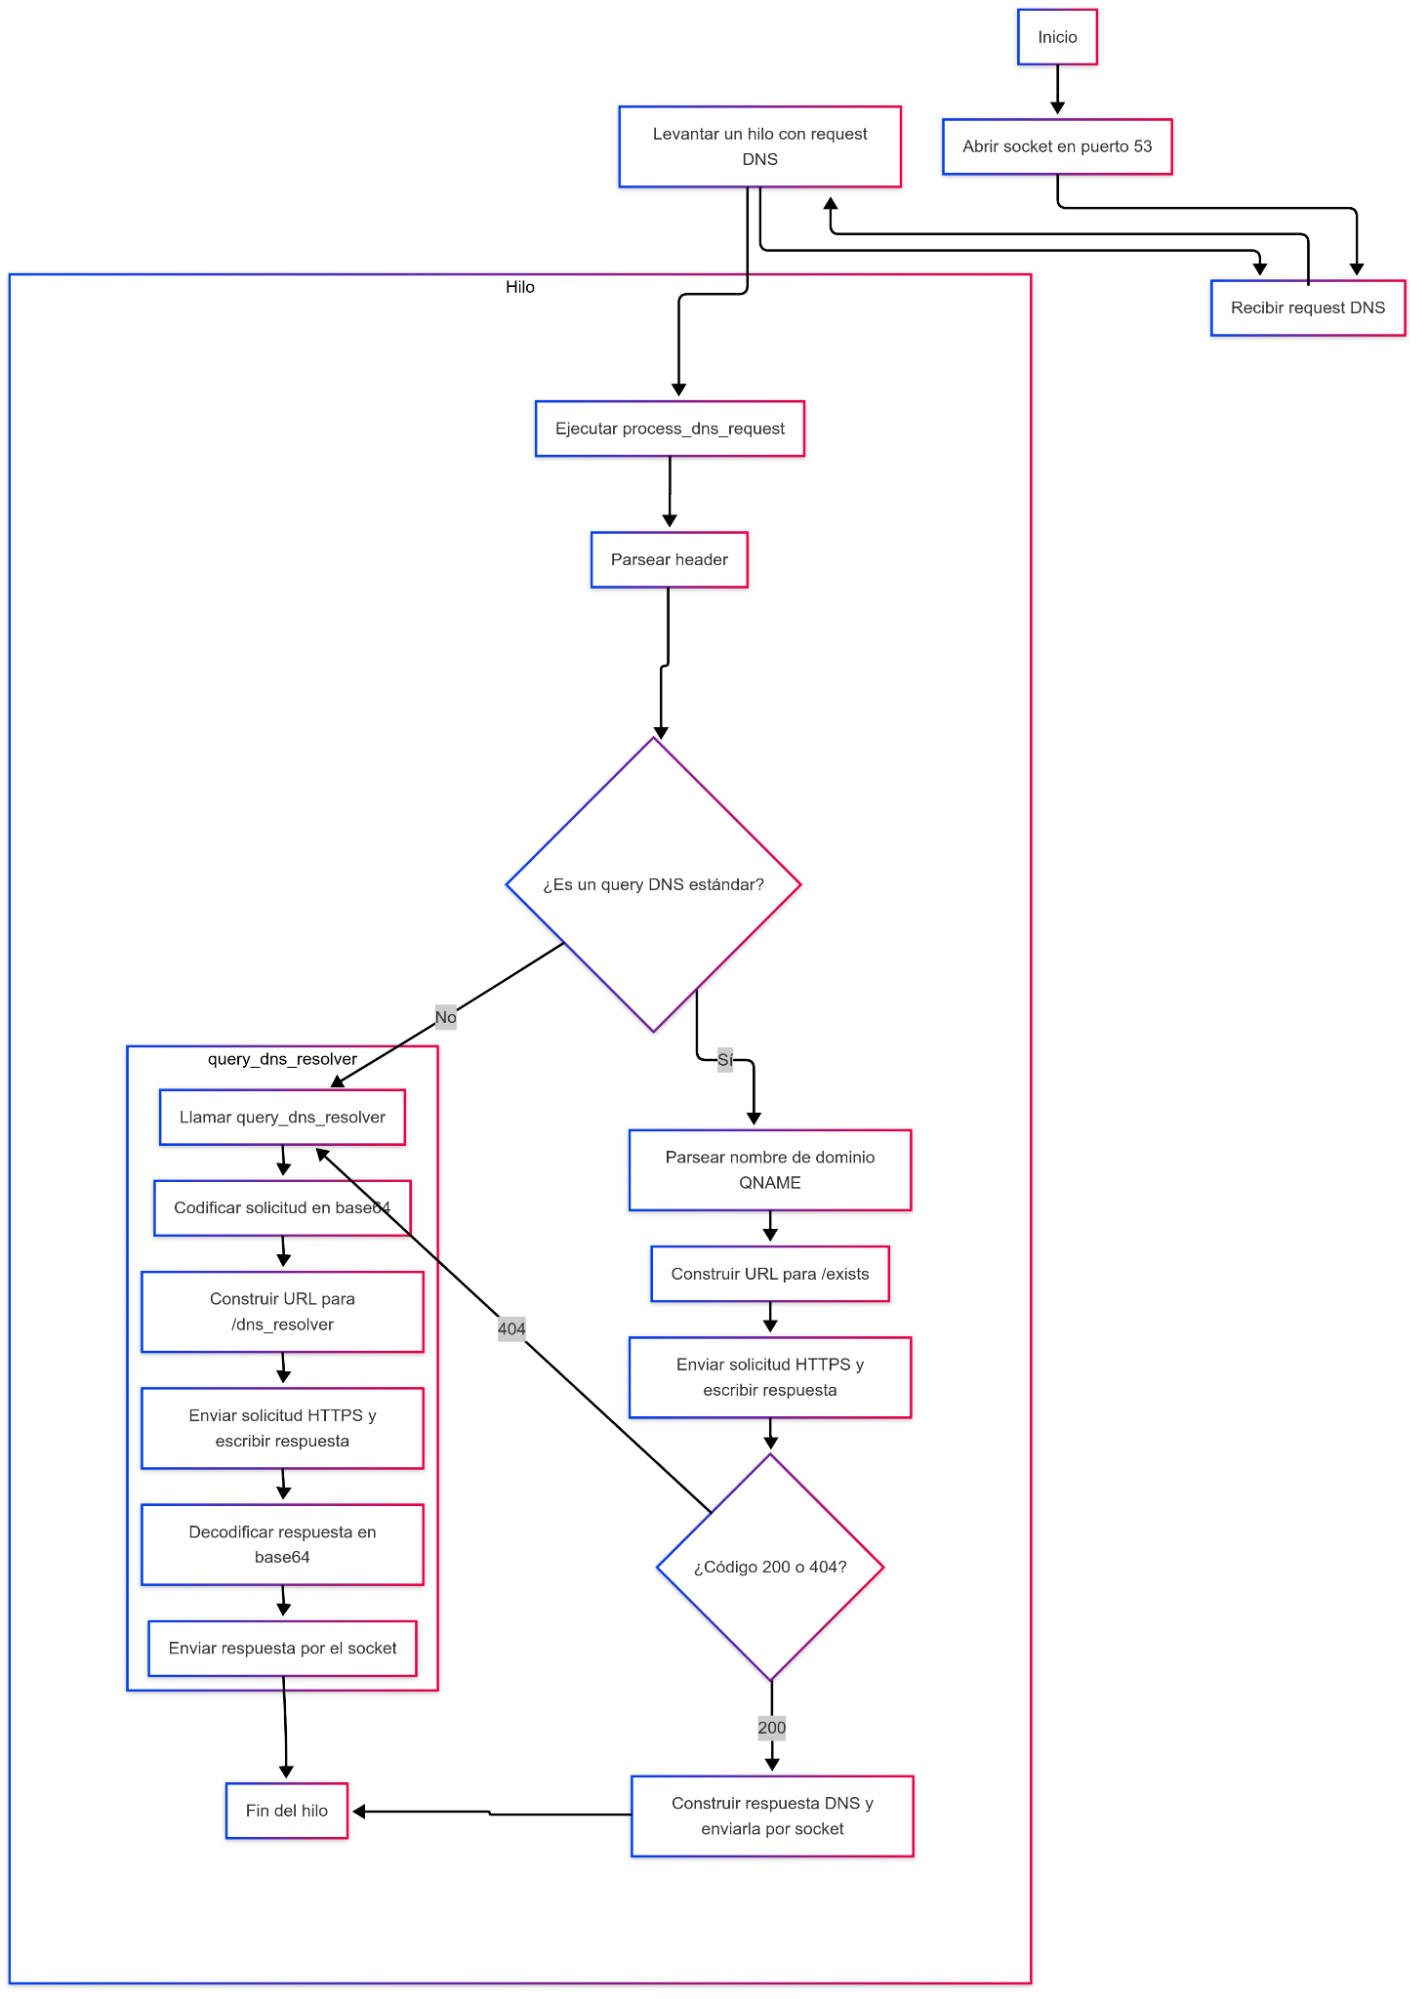 Inicio
Abrir socket en puerto 53
Levantar un hilo con request
DNS
Recibir request DNS
Hilo
Ejecutar process_dns_request
Parsear header
¿Es un query DNS estándar?
No
Sí
query_dns_resolver
Llamar query_dns_resolver
Codificar solicitud en base64
Construir URL para
/dns_resolver
Enviar solicitud HTTPS y
escribir respuesta
Decodificar respuesta en
base64
Enviar respuesta por el socket
Parsear nombre de dominio
QNAME
Construir URL para /exists
Enviar solicitud HTTPS y
escribir respuesta
404
¿Código 200 o 404?
200
Construir respuesta DNS y
enviarla por socket
Fin del hilo